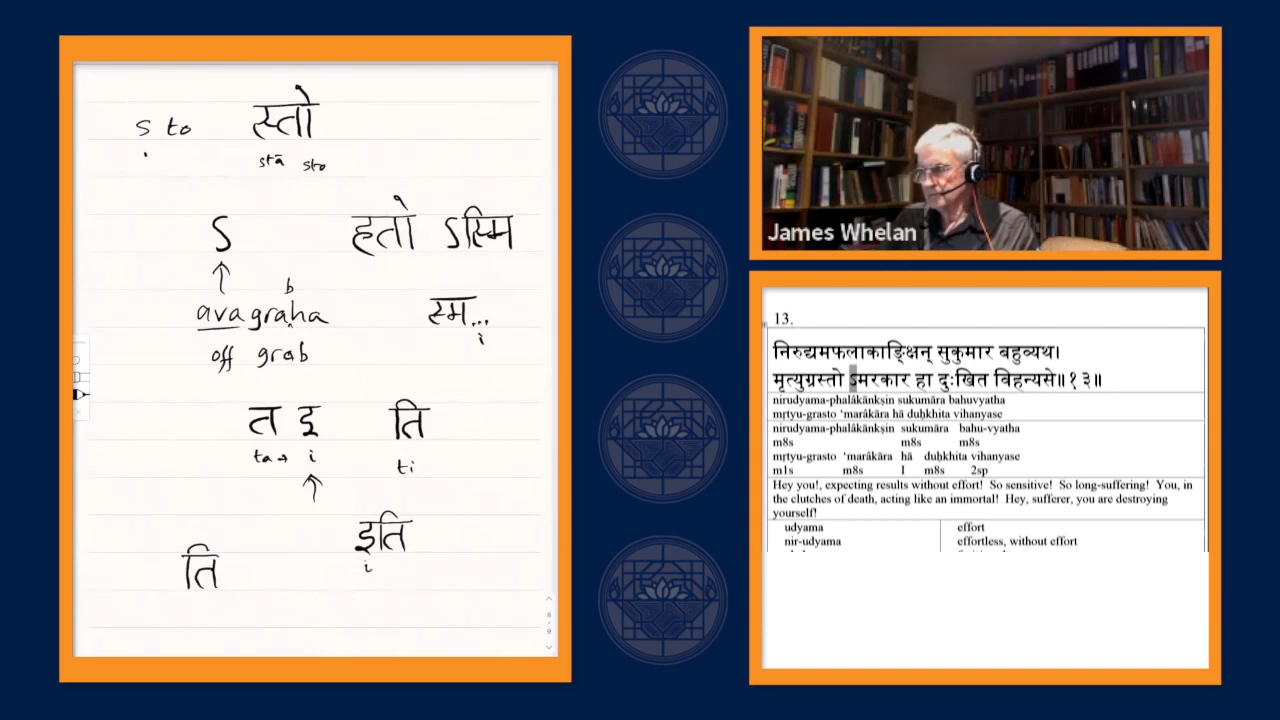 s to स्तो
stā sto
ऽ हतो ऽस्मि
b
avagraha स्म...
i
off grab
त इ ति
ta→ i ti
इति
i
ति
8
/
9
James Whelan
13.
निरुद्यमफलाकाङ्क्षिन् सुकुमार बहुव्यथ।
मृत्युग्रस्तो ऽमरकार हा दुःखित विहन्यसे॥१३॥
nirudyama-phalâkānkṣin sukumāra bahuvyatha
mṛtyu-grasto ‘marâkāra hā duḥkhita vihanyase
nirudyama-phalâkānkṣin sukumāra bahu-vyatha
m8s m8s m8s
mṛtyu-grasto ‘marâkāra hā duḥkhita vihanyase
m1s m8s I m8s 2sp
Hey you!, expecting results without effort! So sensitive! So long-suffering! You, in
the clutches of death, acting like an immortal! Hey, sufferer, you are destroying
yourself!
udyama effort
nir-udyama effortless, without effort